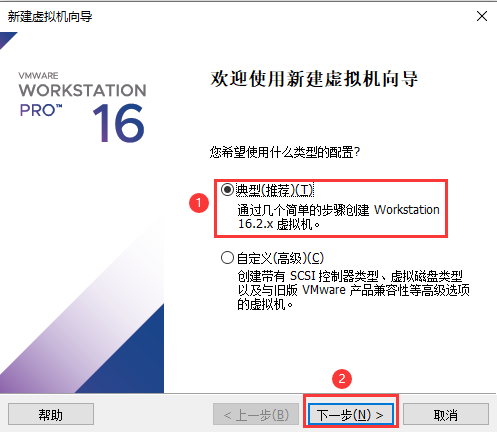 新建虚拟机向导
VMWARE
WORKSTATION
PRO™
16
欢迎使用新建虚拟机向导
您希望使用什么类型的配置?
1
典型(推荐)(T)
通过几个简单的步骤创建 Workstation
16.2.x 虚拟机。
自定义(高级)(C)
创建带有 SCSI 控制器类型、虚拟磁盘类型
以及与旧版 VMware 产品兼容性等高级选项
的虚拟机。
2
帮助
< 上一步(B)
下一步(N) >
取消